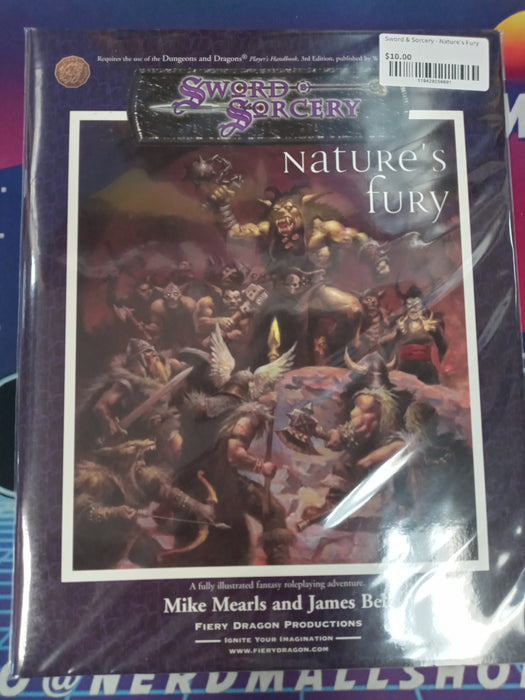 Sword & Sorcery - Nature's Fury
$10.00
Requires the use of the Dungeons and Dragons® Player's Handbook, 3rd Edition, published by W
SWORD & SORCERY
Nature's
fury
A fully illustrated fantasy roleplaying adventure.
Mike Mearls and James Be
FIERY DRAGON PRODUCTIONS
IGNITE YOUR IMAGINATION
WWW.FIERYDRAGON.COM
@NERDMALLSHO